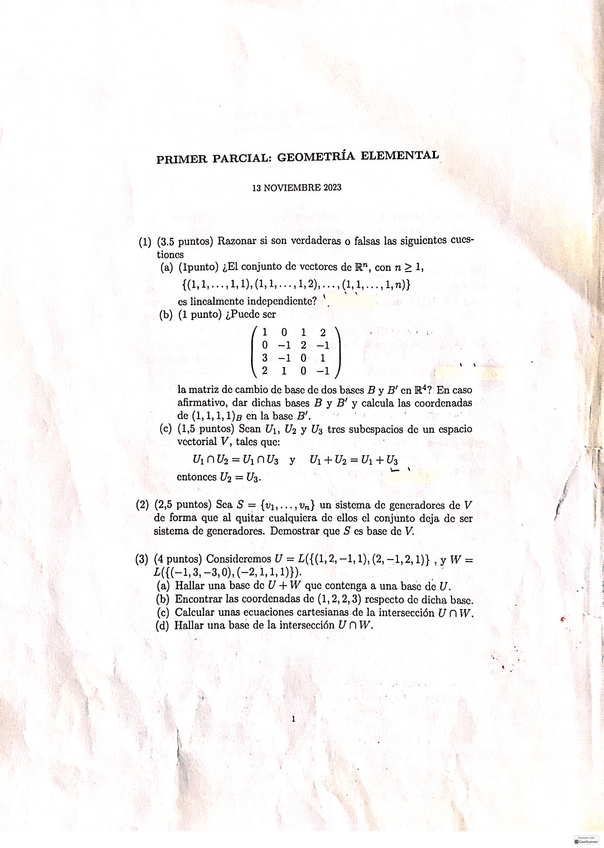 PRIMER PARCIAL: GEOMETRÍA ELEMENTAL
13 NOVIEMBRE 2023
(1) (3.5 puntos) Razonar si son verdaderas o falsas las siguientes cues-
tiones
(a) (1punto) ¿El conjunto de vectores de ℝⁿ, con n ≥ 1,
{(1, 1, . . . , 1, 1), (1, 1, . . . , 1, 2), . . . , (1, 1, . . . , 1, n)}
es linealmente independiente?
(b) (1 punto) ¿Puede ser
1 0 1 2
0 −1 2 −1
3 −1 0 1
2 1 0 −1
la matriz de cambio de base de dos bases B y B′ en ℝ⁴? En caso
afirmativo, dar dichas bases B y B′ y calcula las coordenadas
de (1, 1, 1, 1)_B en la base B′.
(c) (1,5 puntos) Sean U₁, U₂ y U₃ tres subespacios de un espacio
vectorial V, tales que:
U₁ ∩ U₂ = U₁ ∩ U₃ y U₁ + U₂ = U₁ + U₃
entonces U₂ = U₃.
(2) (2,5 puntos) Sea S = {v₁, . . . , vₙ} un sistema de generadores de V
de forma que al quitar cualquiera de ellos el conjunto deja de ser
sistema de generadores. Demostrar que S es base de V.
(3) (4 puntos) Consideremos U = L({(1, 2, −1, 1), (2, −1, 2, 1)} , y W =
L({(−1, 3, −3, 0), (−2, 1, 1, 1)}).
(a) Hallar una base de U + W que contenga a una base de U.
(b) Encontrar las coordenadas de (1, 2, 2, 3) respecto de dicha base.
(c) Calcular unas ecuaciones cartesianas de la intersección U ∩ W.
(d) Hallar una base de la intersección U ∩ W.
1
CamScanner